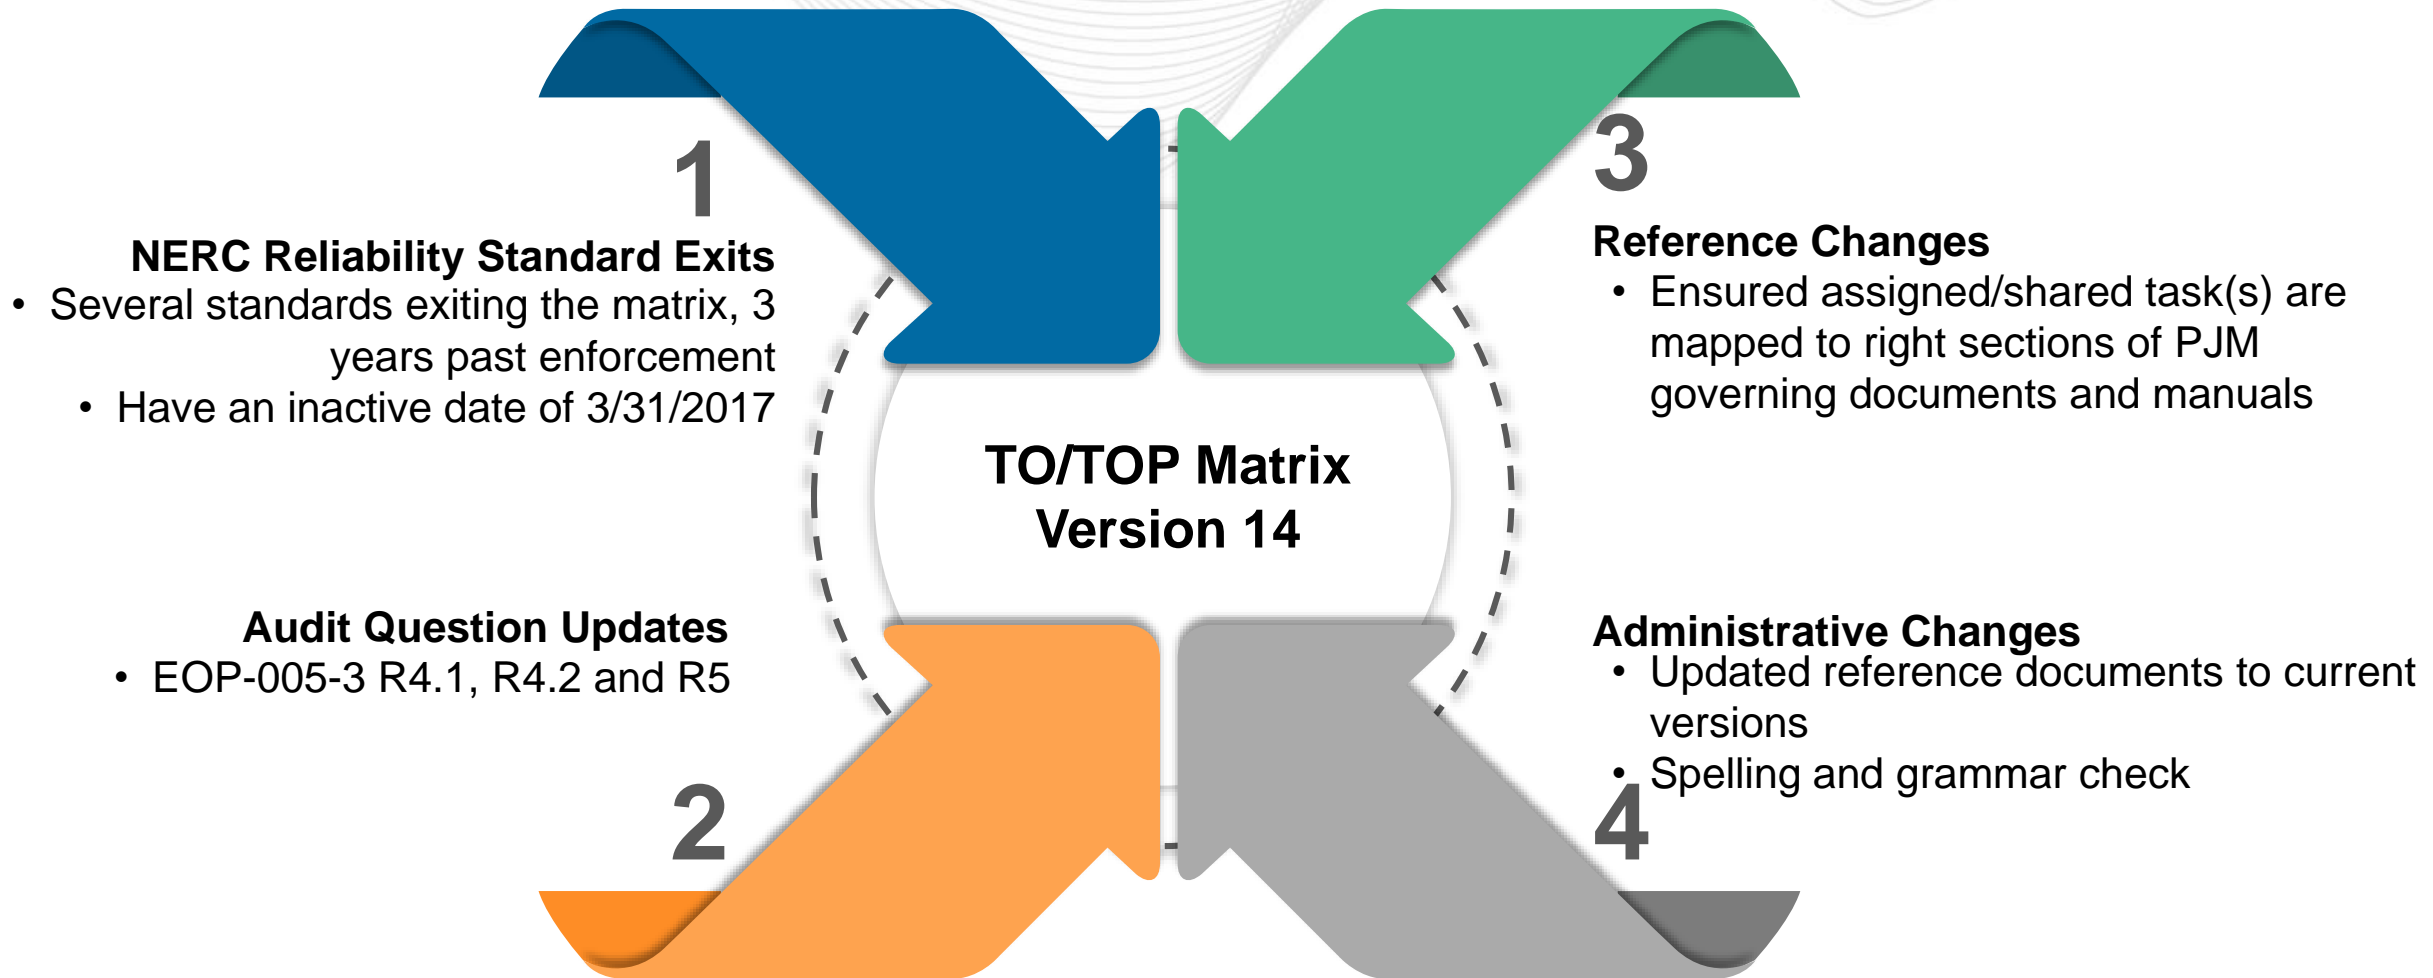 1
NERC Reliability Standard Exits
• Several standards exiting the matrix, 3
years past enforcement
• Have an inactive date of 3/31/2017
2
Audit Question Updates
• EOP-005-3 R4.1, R4.2 and R5
TO/TOP Matrix
Version 14
3
Reference Changes
• Ensured assigned/shared task(s) are
mapped to right sections of PJM
governing documents and manuals
4
Administrative Changes
• Updated reference documents to current
versions
• Spelling and grammar check